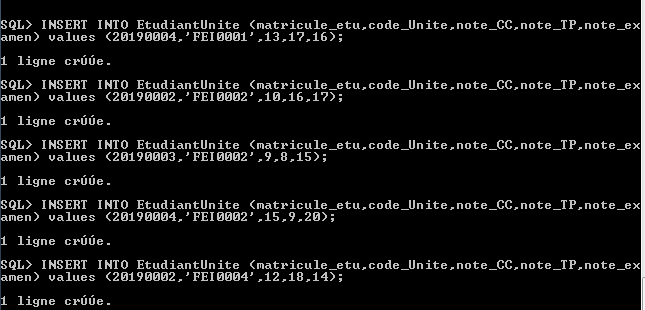 SQL> INSERT INTO EtudiantUnite (matricule_etu,code_Unite,note_CC,note_TP,note_ex
amen) values (20190004,'FEI0001',13,17,16);
1 ligne crÚÚe.
SQL> INSERT INTO EtudiantUnite (matricule_etu,code_Unite,note_CC,note_TP,note_ex
amen) values (20190002,'FEI0002',10,16,17);
1 ligne crÚÚe.
SQL> INSERT INTO EtudiantUnite (matricule_etu,code_Unite,note_CC,note_TP,note_ex
amen) values (20190003,'FEI0002',9,8,15);
1 ligne crÚÚe.
SQL> INSERT INTO EtudiantUnite (matricule_etu,code_Unite,note_CC,note_TP,note_ex
amen) values (20190004,'FEI0002',15,9,20);
1 ligne crÚÚe.
SQL> INSERT INTO EtudiantUnite (matricule_etu,code_Unite,note_CC,note_TP,note_ex
amen) values (20190002,'FEI0004',12,18,14);
1 ligne crÚÚe.